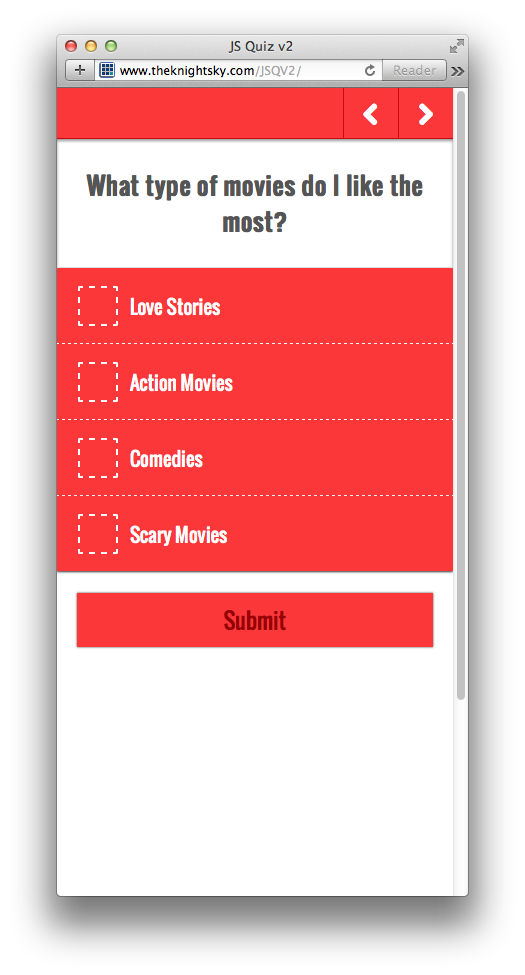 JS Quiz v2
www.theknightsky.com/JSQV2/
Reader
What type of movies do I like the
most?
Love Stories
Action Movies
Comedies
Scary Movies
Submit